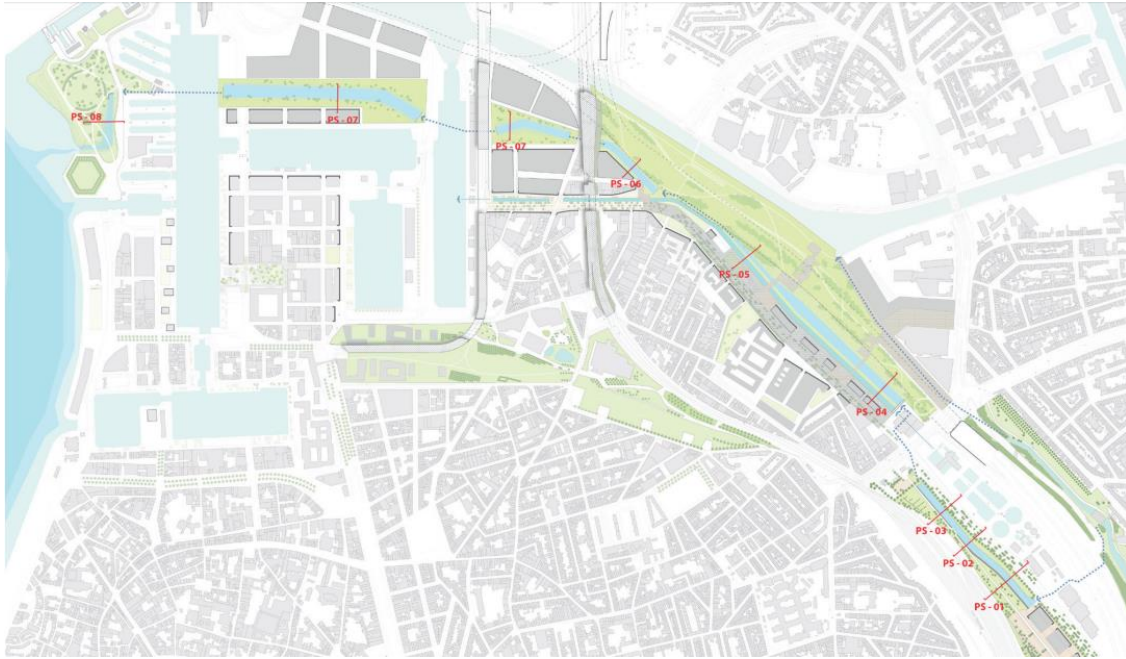 PS - 08
PS - 07
PS - 07
PS - 06
PS - 05
PS - 04
PS - 03
PS - 02
PS - 01